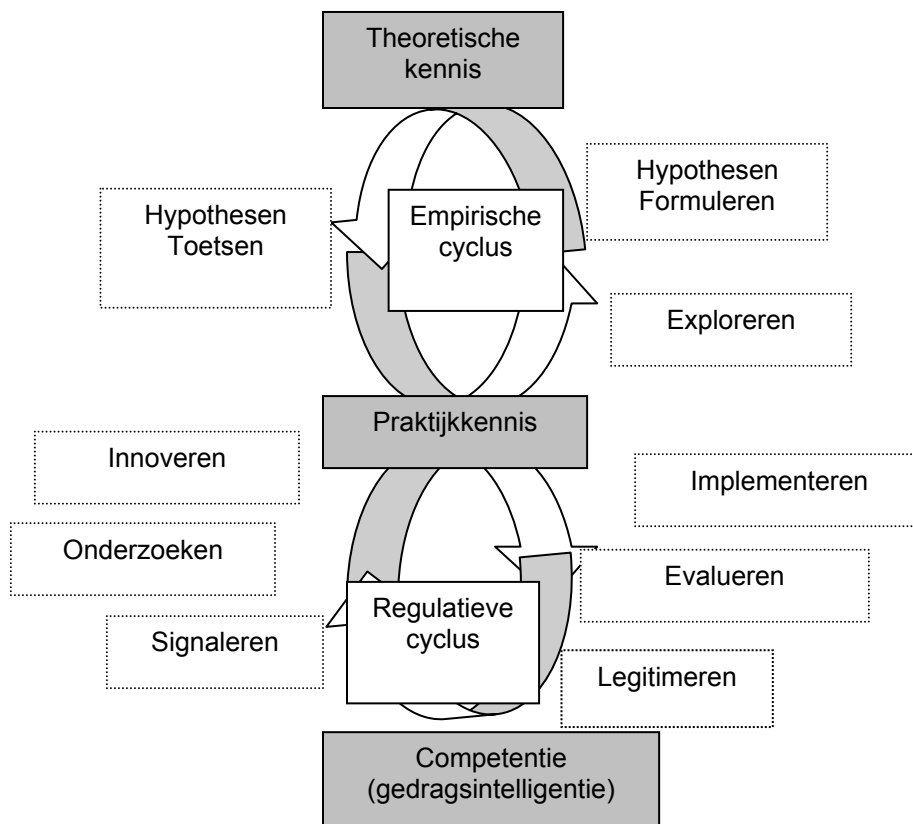 Theoretische
kennis
Hypothesen
Formuleren
Hypothesen
Toetsen
Empirische
cyclus
Exploreren
Praktijkkennis
Innoveren
Implementeren
Onderzoeken
Evalueren
Regulatieve
cyclus
Signaleren
Legitimeren
Competentie
(gedragsintelligentie)